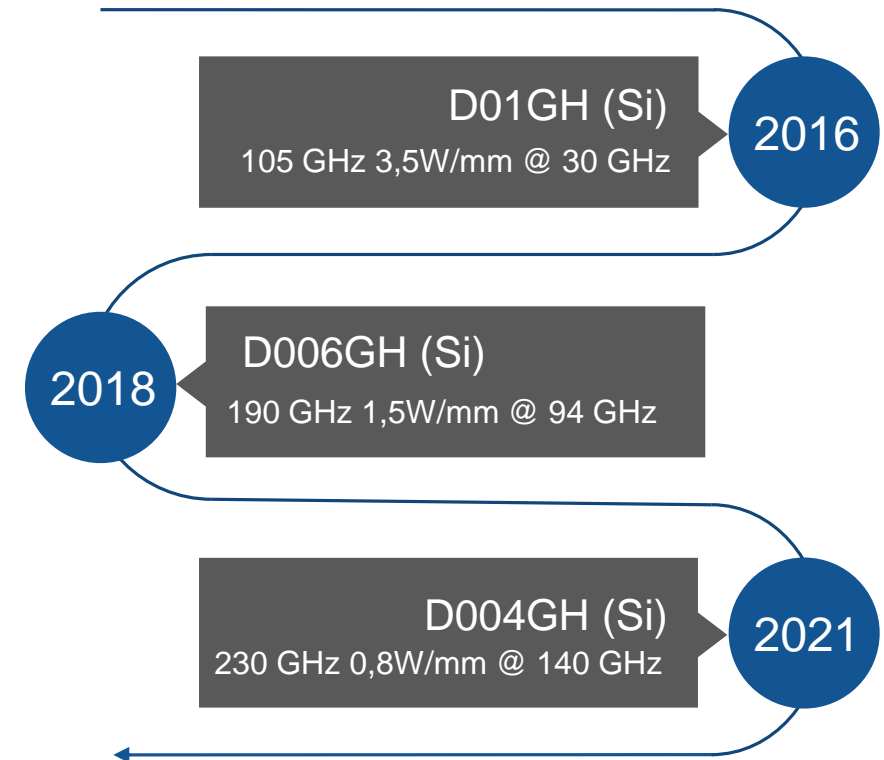 D01GH (Si)
105 GHz 3,5W/mm @ 30 GHz
2016
D006GH (Si)
2018
190 GHz 1,5W/mm @ 94 GHz
D004GH (Si)
230 GHz 0,8W/mm @ 140 GHz
2021